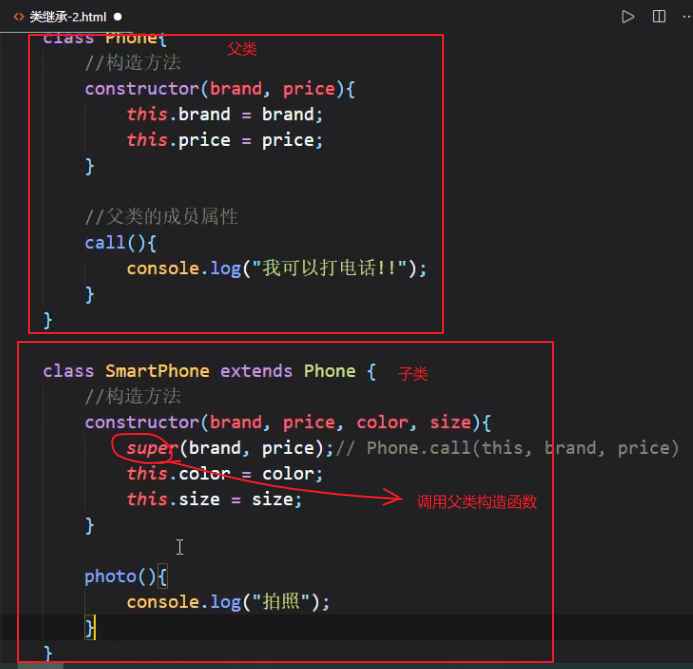 类继承-2.html
class Phone{
父类
//构造方法
constructor(brand, price){
this.brand = brand;
this.price = price;
}
//父类的成员属性
call(){
console.log("我可以打电话!!");
}
}
class SmartPhone extends Phone {
子类
//构造方法
constructor(brand, price, color, size){
super(brand, price);// Phone.call(this, brand, price)
this.color = color;
this.size = size;
调用父类构造函数
}
photo(){
console.log("拍照");
}
}